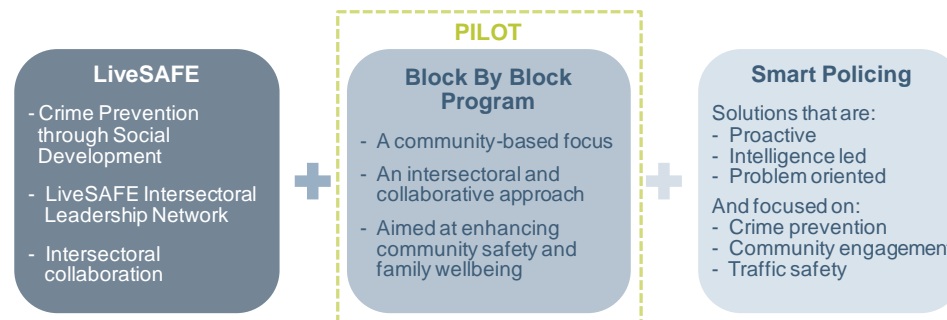 PILOT
LiveSAFE
- Crime Prevention
through Social
Development
- LiveSAFE Intersectoral
Leadership Network
- Intersectoral
collaboration
Block By Block
Program
- A community-based focus
- An intersectoral and
collaborative approach
- Aimed at enhancing
community safety and
family wellbeing
Smart Policing
Solutions that are:
- Proactive
- Intelligence led
- Problem oriented
And focused on:
- Crime prevention
- Community engagement
- Traffic safety